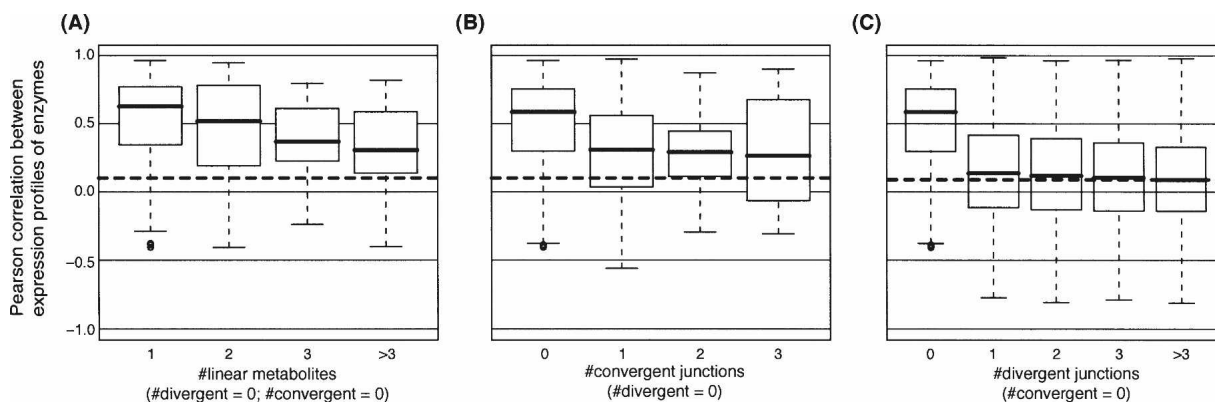 (A)
(B)
(C)
Pearson correlation between
expression profiles of enzymes
1.0
0.5
0.0
−0.5
−1.0
1 2 3 >3
#linear metabolites
(#divergent = 0; #convergent = 0)
0 1 2 3
#convergent junctions
(#divergent = 0)
0 1 2 3 >3
#divergent junctions
(#convergent = 0)